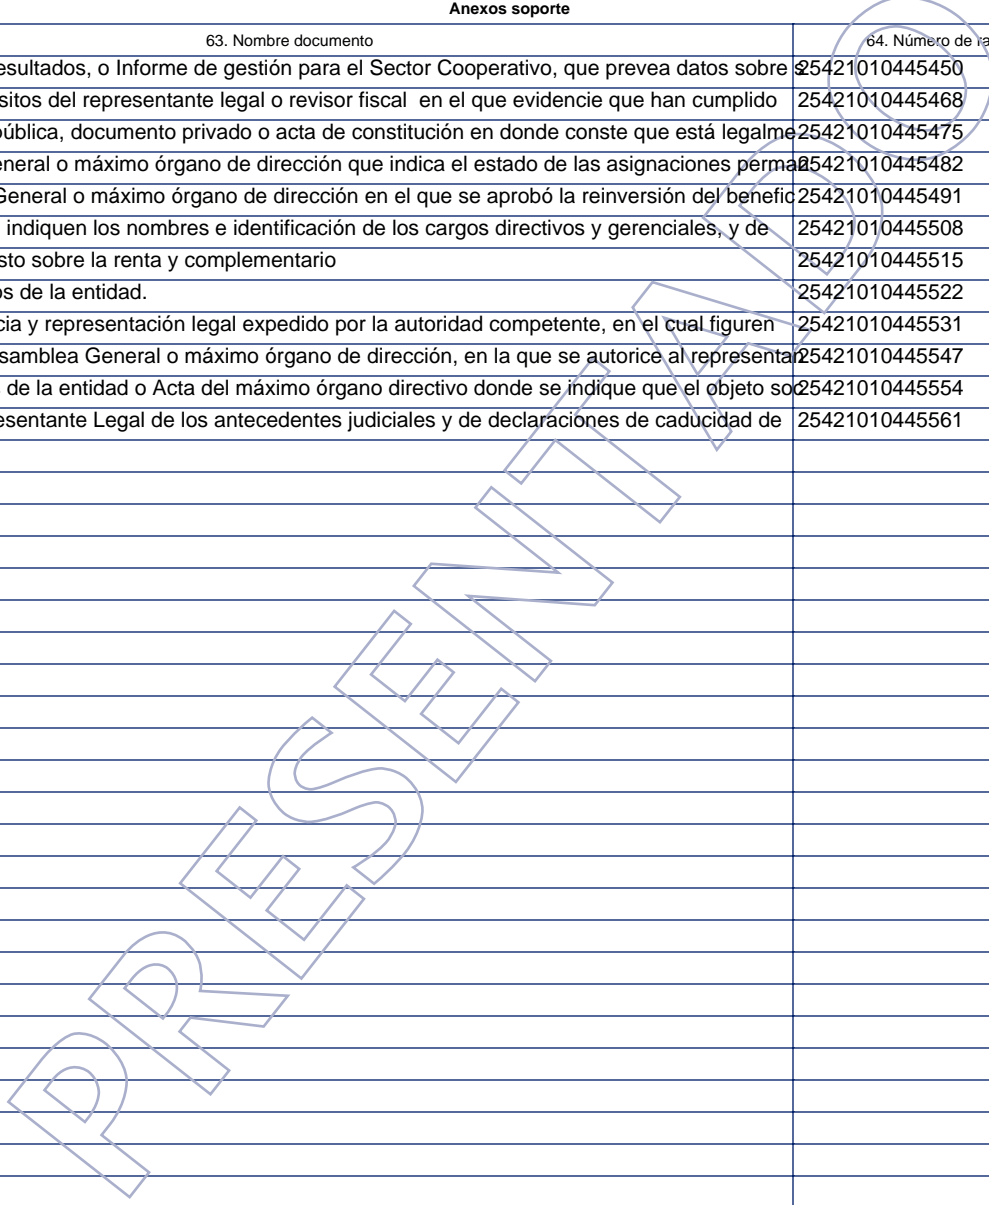 Anexos soporte
63. Nombre documento 64. Número de ra
esultados, o Informe de gestión para el Sector Cooperativo, que prevea datos sobre s 25421010445450
sitos del representante legal o revisor fiscal en el que evidencie que han cumplido 25421010445468
pública, documento privado o acta de constitución en donde conste que está legalme 25421010445475
eneral o máximo órgano de dirección que indica el estado de las asignaciones perman 25421010445482
General o máximo órgano de dirección en el que se aprobó la reinversión del benefic 25421010445491
indiquen los nombres e identificación de los cargos directivos y gerenciales, y de 25421010445508
sto sobre la renta y complementario 25421010445515
os de la entidad. 25421010445522
cia y representación legal expedido por la autoridad competente, en el cual figuren 25421010445531
samblea General o máximo órgano de dirección, en la que se autorice al representan 25421010445547
s de la entidad o Acta del máximo órgano directivo donde se indique que el objeto soc 25421010445554
esentante Legal de los antecedentes judiciales y de declaraciones de caducidad de 25421010445561
PRESENTADO